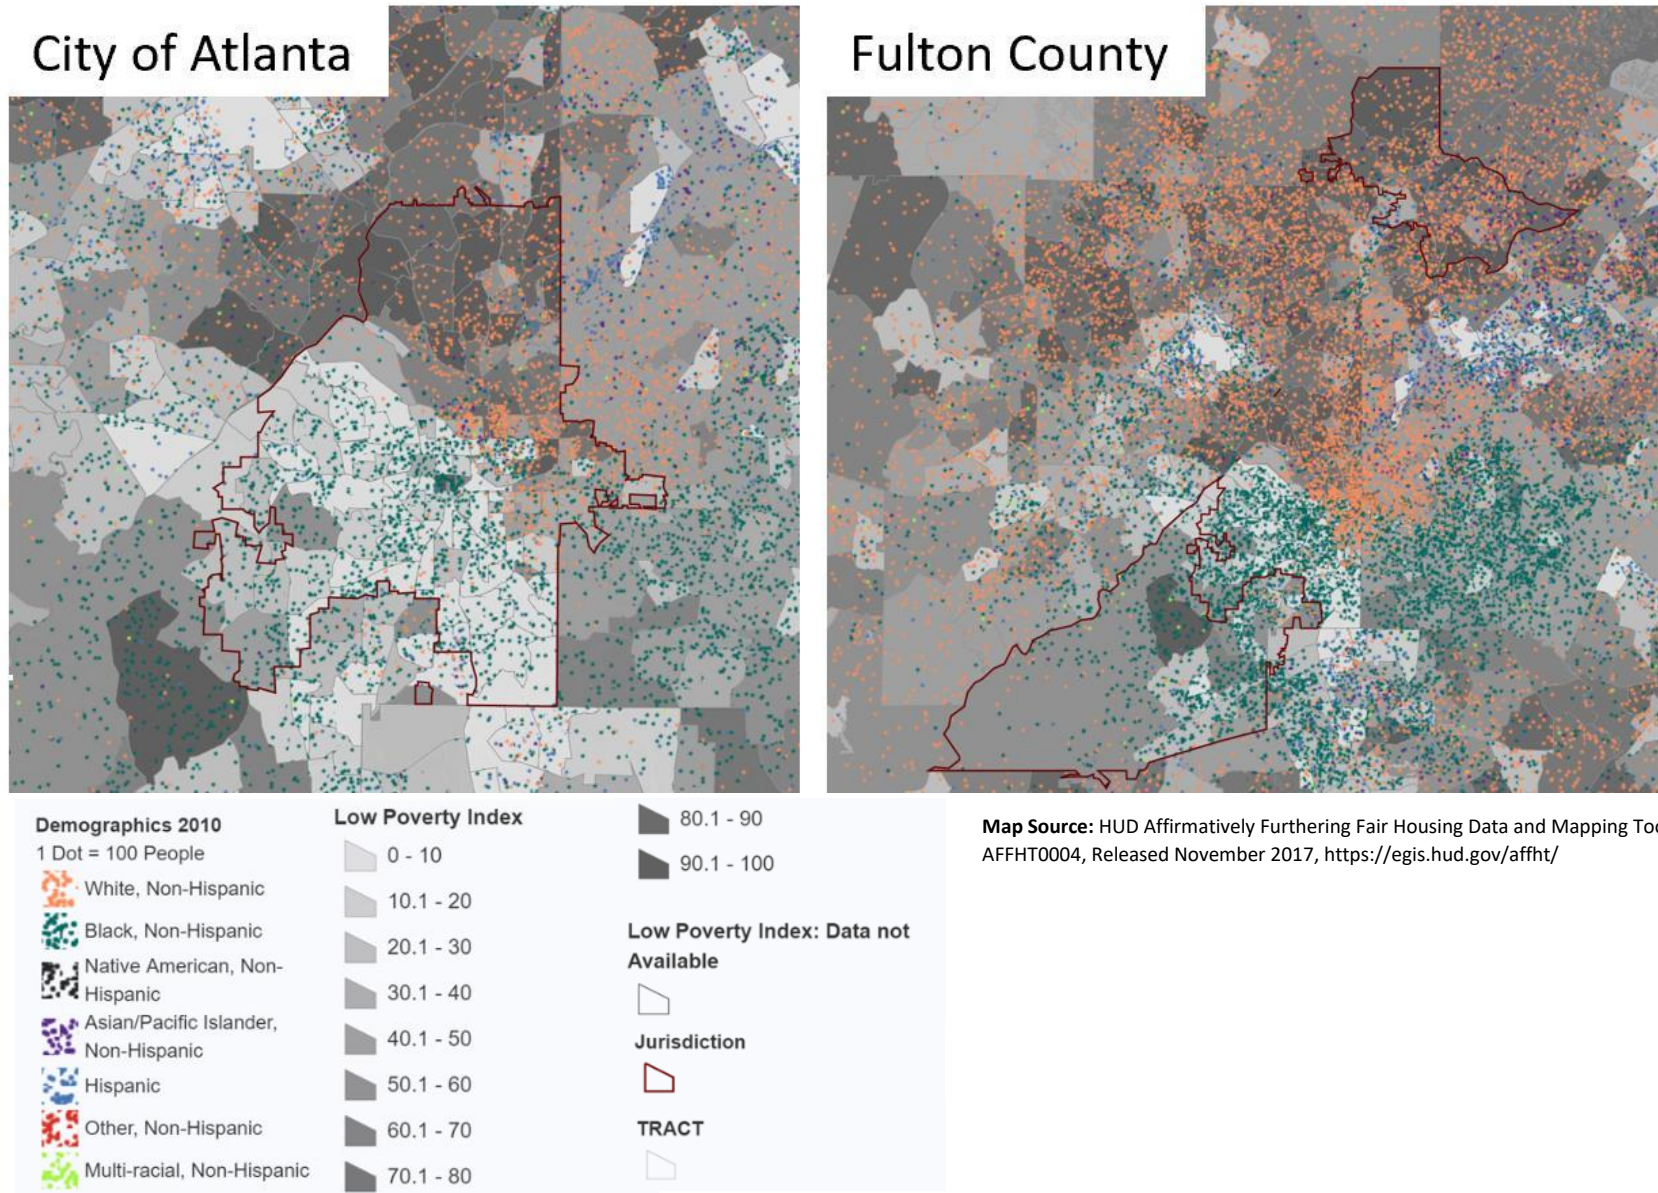 City of Atlanta
Fulton County
Demographics 2010
1 Dot = 100 People
White, Non-Hispanic
Black, Non-Hispanic
Native American, Non-
Hispanic
Asian/Pacific Islander,
Non-Hispanic
Hispanic
Other, Non-Hispanic
Multi-racial, Non-Hispanic
Low Poverty Index
0 - 10
10.1 - 20
20.1 - 30
30.1 - 40
40.1 - 50
50.1 - 60
60.1 - 70
70.1 - 80
80.1 - 90
90.1 - 100
Low Poverty Index: Data not
Available
Jurisdiction
TRACT
Map Source: HUD Affirmatively Furthering Fair Housing Data and Mapping
AFFHT0004, Released November 2017, https://egis.hud.gov/affht/